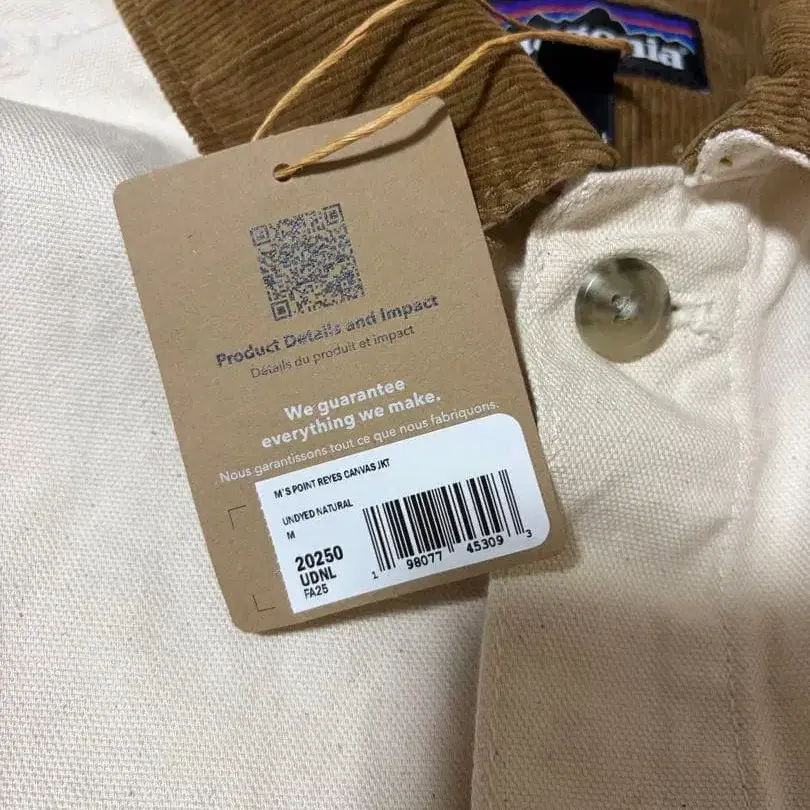 patagonia
Product Details and Impact
Détails du produit et impact
We guarantee
everything we make.
Nous garantissons tout ce que nous fabriquons.
M'S POINT REYES CANVAS JKT
UNDYED NATURAL
M
20250
UDNL
FA25
1 98077 45309 3